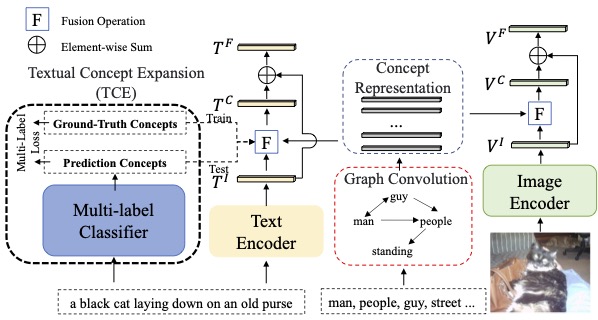 F Fusion Operation
Element-wise Sum
Textual Concept Expansion
(TCE)
Multi-Label
Loss
Ground-Truth Concepts
Prediction Concepts
Multi-label
Classifier
Train
Test
T^F
T^C
F
T^I
Text
Encoder
Concept
Representation
...
Graph Convolution
guy
man
people
standing
V^F
V^C
F
V^I
Image
Encoder
a black cat laying down on an old purse
man, people, guy, street ...